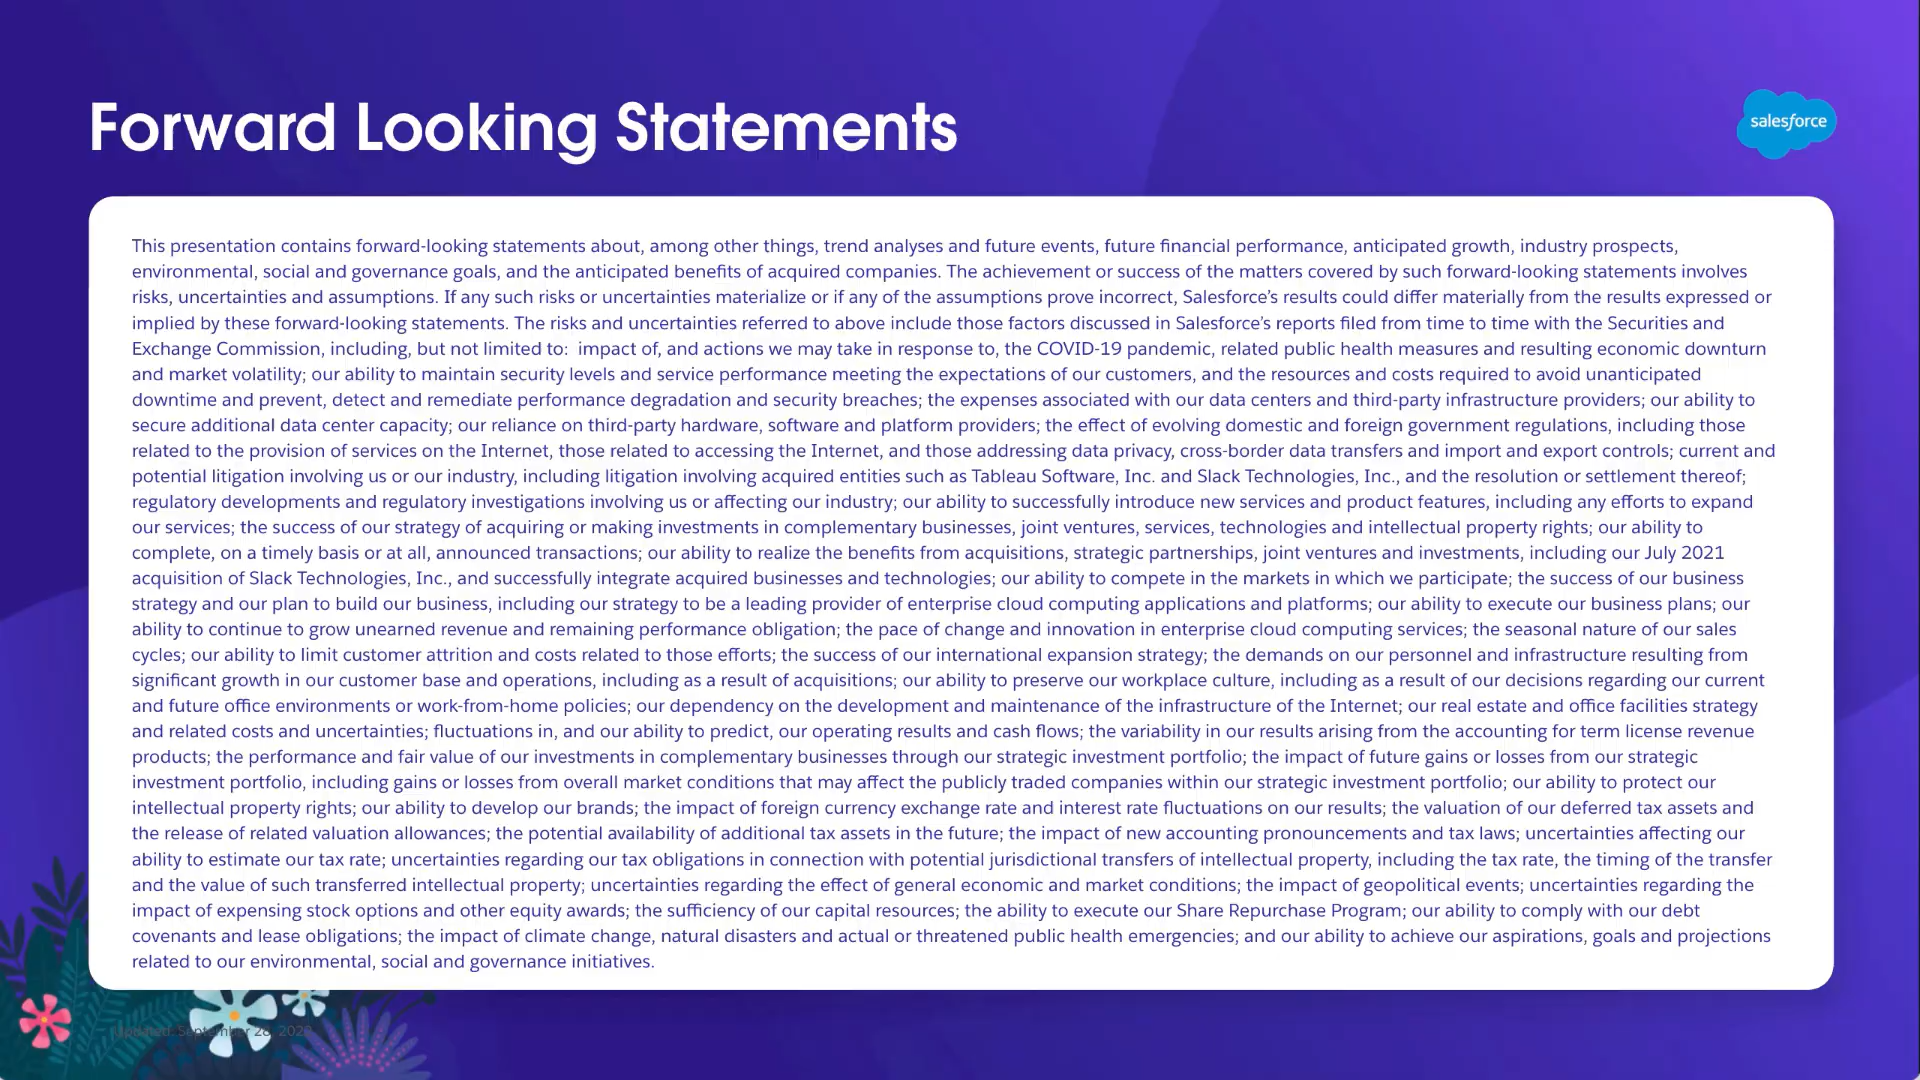 Forward Looking Statements
salesforce
This presentation contains forward-looking statements about, among other things, trend analyses and future events, future financial performance, anticipated growth, industry prospects,
environmental, social and governance goals, and the anticipated benefits of acquired companies. The achievement or success of the matters covered by such forward-looking statements involves
risks, uncertainties and assumptions. If any such risks or uncertainties materialize or if any of the assumptions prove incorrect, Salesforce’s results could differ materially from the results expressed or
implied by these forward-looking statements. The risks and uncertainties referred to above include those factors discussed in Salesforce’s reports filed from time to time with the Securities and
Exchange Commission, including, but not limited to:  impact of, and actions we may take in response to, the COVID-19 pandemic, related public health measures and resulting economic downturn
and market volatility; our ability to maintain security levels and service performance meeting the expectations of our customers, and the resources and costs required to avoid unanticipated
downtime and prevent, detect and remediate performance degradation and security breaches; the expenses associated with our data centers and third-party infrastructure providers; our ability to
secure additional data center capacity; our reliance on third-party hardware, software and platform providers; the effect of evolving domestic and foreign government regulations, including those
related to the provision of services on the Internet, those related to accessing the Internet, and those addressing data privacy, cross-border data transfers and import and export controls; current and
potential litigation involving us or our industry, including litigation involving acquired entities such as Tableau Software, Inc. and Slack Technologies, Inc., and the resolution or settlement thereof;
regulatory developments and regulatory investigations involving us or affecting our industry; our ability to successfully introduce new services and product features, including any efforts to expand
our services; the success of our strategy of acquiring or making investments in complementary businesses, joint ventures, services, technologies and intellectual property rights; our ability to
complete, on a timely basis or at all, announced transactions; our ability to realize the benefits from acquisitions, strategic partnerships, joint ventures and investments, including our July 2021
acquisition of Slack Technologies, Inc., and successfully integrate acquired businesses and technologies; our ability to compete in the markets in which we participate; the success of our business
strategy and our plan to build our business, including our strategy to be a leading provider of enterprise cloud computing applications and platforms; our ability to execute our business plans; our
ability to continue to grow unearned revenue and remaining performance obligation; the pace of change and innovation in enterprise cloud computing services; the seasonal nature of our sales
cycles; our ability to limit customer attrition and costs related to those efforts; the success of our international expansion strategy; the demands on our personnel and infrastructure resulting from
significant growth in our customer base and operations, including as a result of acquisitions; our ability to preserve our workplace culture, including as a result of our decisions regarding our current
and future office environments or work-from-home policies; our dependency on the development and maintenance of the infrastructure of the Internet; our real estate and office facilities strategy
and related costs and uncertainties; fluctuations in, and our ability to predict, our operating results and cash flows; the variability in our results arising from the accounting for term license revenue
products; the performance and fair value of our investments in complementary businesses through our strategic investment portfolio; the impact of future gains or losses from our strategic
investment portfolio, including gains or losses from overall market conditions that may affect the publicly traded companies within our strategic investment portfolio; our ability to protect our
intellectual property rights; our ability to develop our brands; the impact of foreign currency exchange rate and interest rate fluctuations on our results; the valuation of our deferred tax assets and
the release of related valuation allowances; the potential availability of additional tax assets in the future; the impact of new accounting pronouncements and tax laws; uncertainties affecting our
ability to estimate our tax rate; uncertainties regarding our tax obligations in connection with potential jurisdictional transfers of intellectual property, including the tax rate, the timing of the transfer
and the value of such transferred intellectual property; uncertainties regarding the effect of general economic and market conditions; the impact of geopolitical events; uncertainties regarding the
impact of expensing stock options and other equity awards; the sufficiency of our capital resources; the ability to execute our Share Repurchase Program; our ability to comply with our debt
covenants and lease obligations; the impact of climate change, natural disasters and actual or threatened public health emergencies; and our ability to achieve our aspirations, goals and projections
related to our environmental, social and governance initiatives.
Updated: September